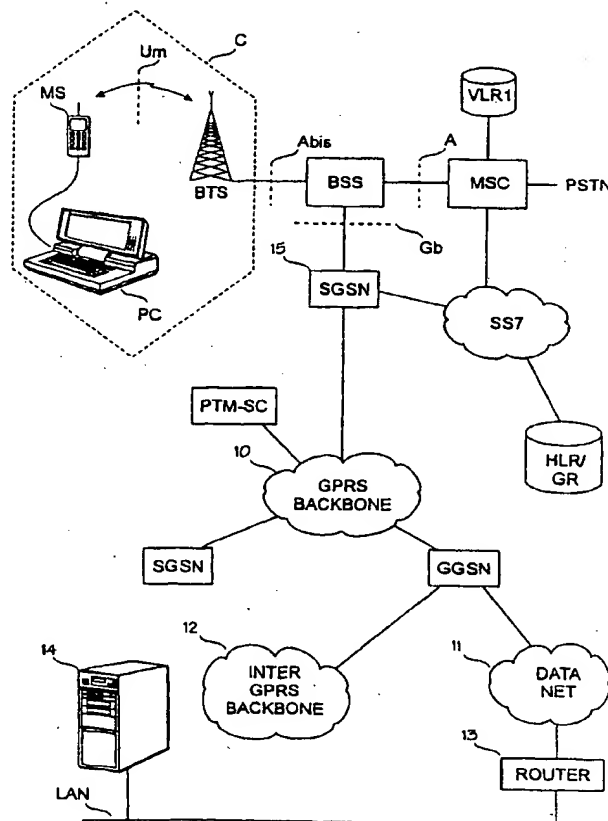 C
Um
MS
VLR1
Abis
A
BTS
BSS
MSC
PSTN
Gb
15
SGSN
PC
SS7
PTM-SC
10
HLR/
GR
GPRS
BACKBONE
SGSN
GGSN
12
14
11
INTER
GPRS
BACKBONE
DATA
NET
13
ROUTER
LAN